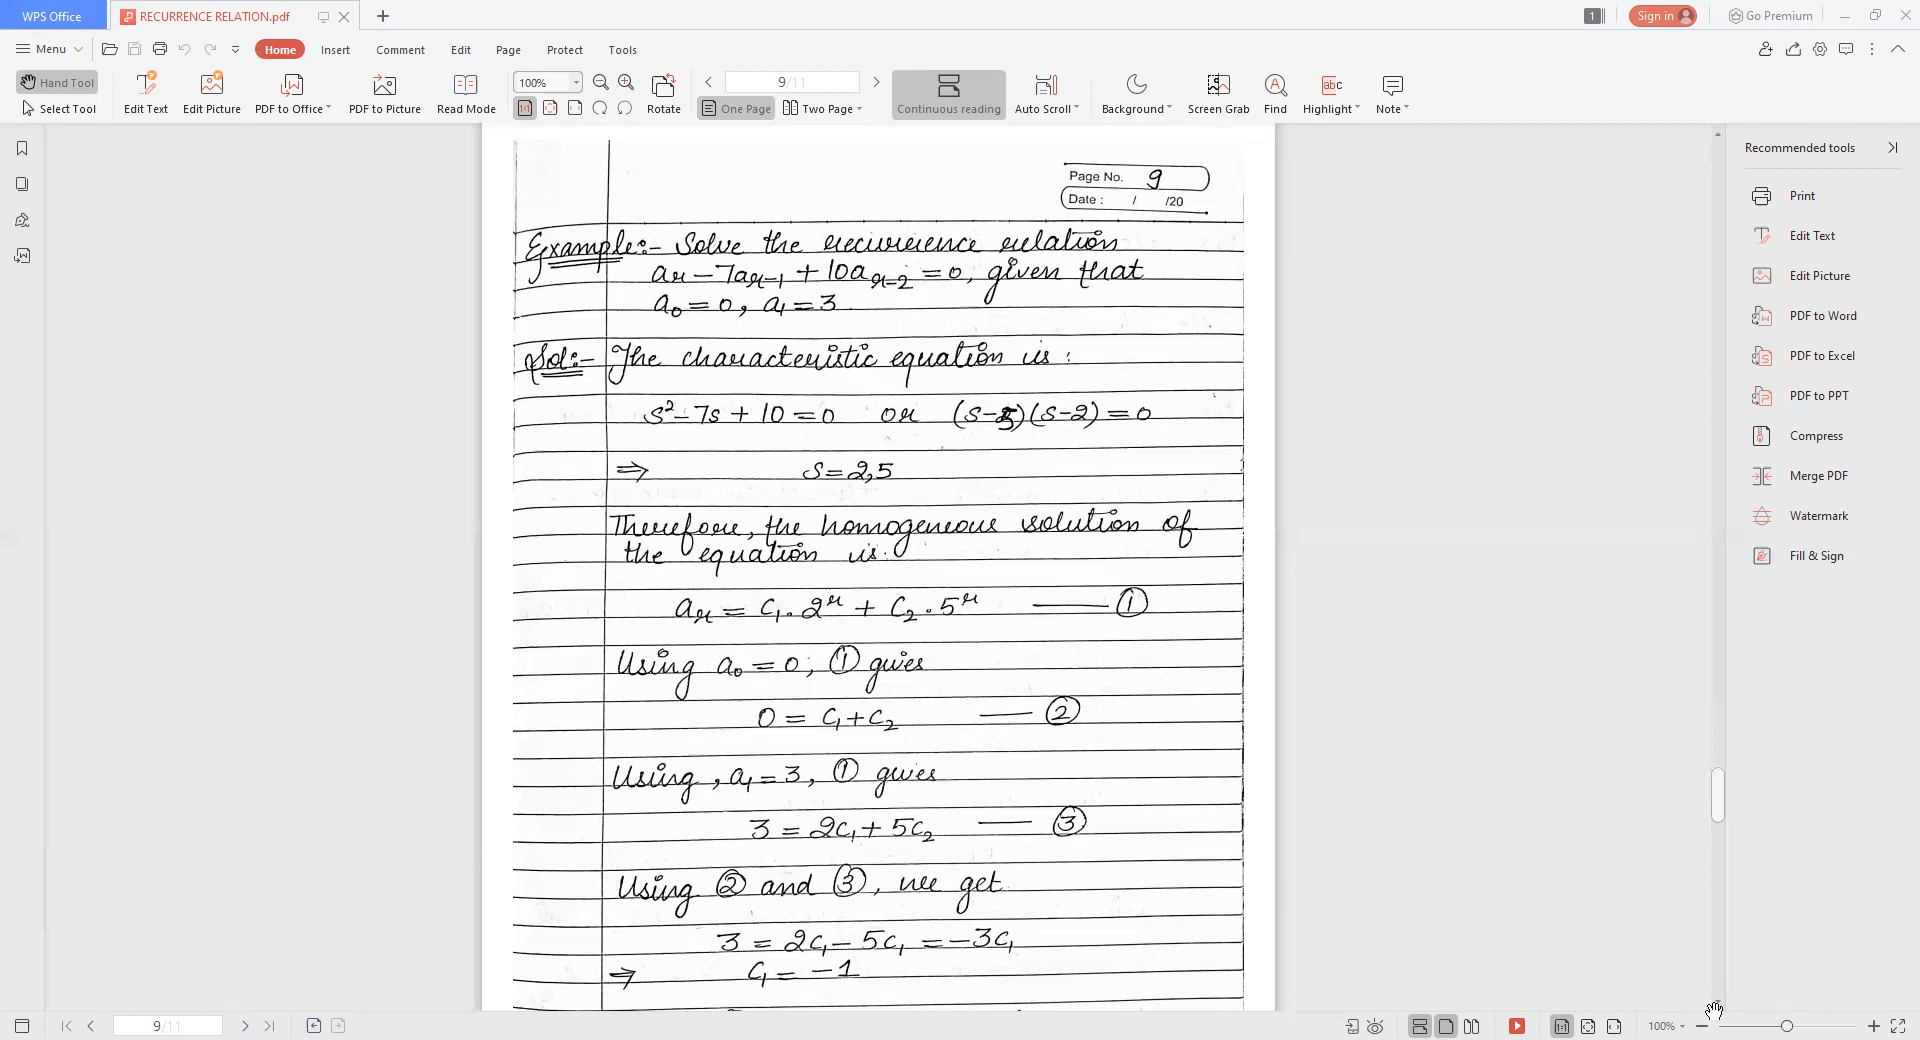 WPS Office
RECURRENCE RELATION.pdf
1
Sign in
Go Premium
Menu
Home
Insert
Comment
Edit
Page
Protect
Tools
Hand Tool
Select Tool
Edit Text
Edit Picture
PDF to Office
PDF to Picture
Read Mode
100%
1:1
Rotate
9/11
One Page
Two Page
Continuous reading
Auto Scroll
Background
Screen Grab
Find
abc
Highlight
Note
Page No. 9
Date : / /20
Example:- Solve the recurrence relation
a_r - 7a_{r-1} + 10a_{r-2} = 0, given that
a_0 = 0, a_1 = 3
Sol:- The characteristic equation is :
s² - 7s + 10 = 0 or (s-5)(s-2) = 0
⇒ s = 2,5
Therefore, the homogeneous solution of
the equation is:
a_r = C_1 . 2^r + C_2 . 5^r —— ①
Using a_0 = 0, ① gives
0 = C_1 + C_2 —— ②
Using, a_1 = 3, ① gives
3 = 2C_1 + 5C_2 —— ③
Using ② and ③, we get
3 = 2C_1 - 5C_1 = -3C_1
⇒ C_1 = -1
Recommended tools
Print
Edit Text
Edit Picture
PDF to Word
PDF to Excel
PDF to PPT
Compress
Merge PDF
Watermark
Fill & Sign
9/11
1:1
100%